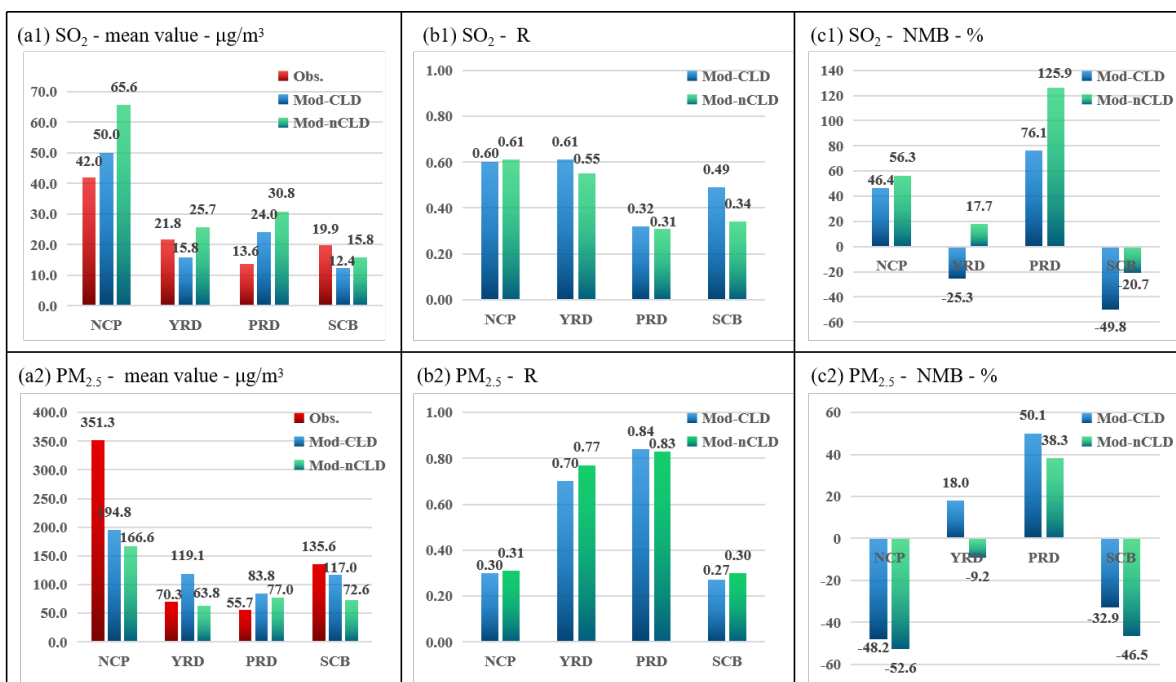 (a1) SO₂ - mean value - μg/m³
Obs.
Mod-CLD
Mod-nCLD
70.0
60.0
50.0
40.0
30.0
20.0
10.0
0.0
42.0 50.0 65.6
21.8 15.8 25.7
13.6 24.0 30.8
19.9 12.4 15.8
NCP YRD PRD SCB
(b1) SO₂ - R
Mod-CLD
Mod-nCLD
1.00
0.80
0.60
0.40
0.20
0.00
0.60 0.61
0.61 0.55
0.32 0.31
0.49 0.34
NCP YRD PRD SCB
(c1) SO₂ - NMB - %
Mod-CLD
Mod-nCLD
140
120
100
80
60
40
20
0
-20
-40
-60
46.4 56.3
-25.3 17.7
76.1 125.9
-49.8 -20.7
NCP YRD PRD SCB
(a2) PM₂.₅ - mean value - μg/m³
Obs.
Mod-CLD
Mod-nCLD
400.0
350.0
300.0
250.0
200.0
150.0
100.0
50.0
0.0
351.3 194.8 166.6
70.3 119.1 63.8
55.7 83.8 77.0
135.6 117.0 72.6
NCP YRD PRD SCB
(b2) PM₂.₅ - R
Mod-CLD
Mod-nCLD
1.00
0.80
0.60
0.40
0.20
0.00
0.30 0.31
0.70 0.77
0.84 0.83
0.27 0.30
NCP YRD PRD SCB
(c2) PM₂.₅ - NMB - %
Mod-CLD
Mod-nCLD
60
40
20
0
-20
-40
-60
-48.2 -52.6
18.0 -9.2
50.1 38.3
-32.9 -46.5
NCP YRD PRD SCB